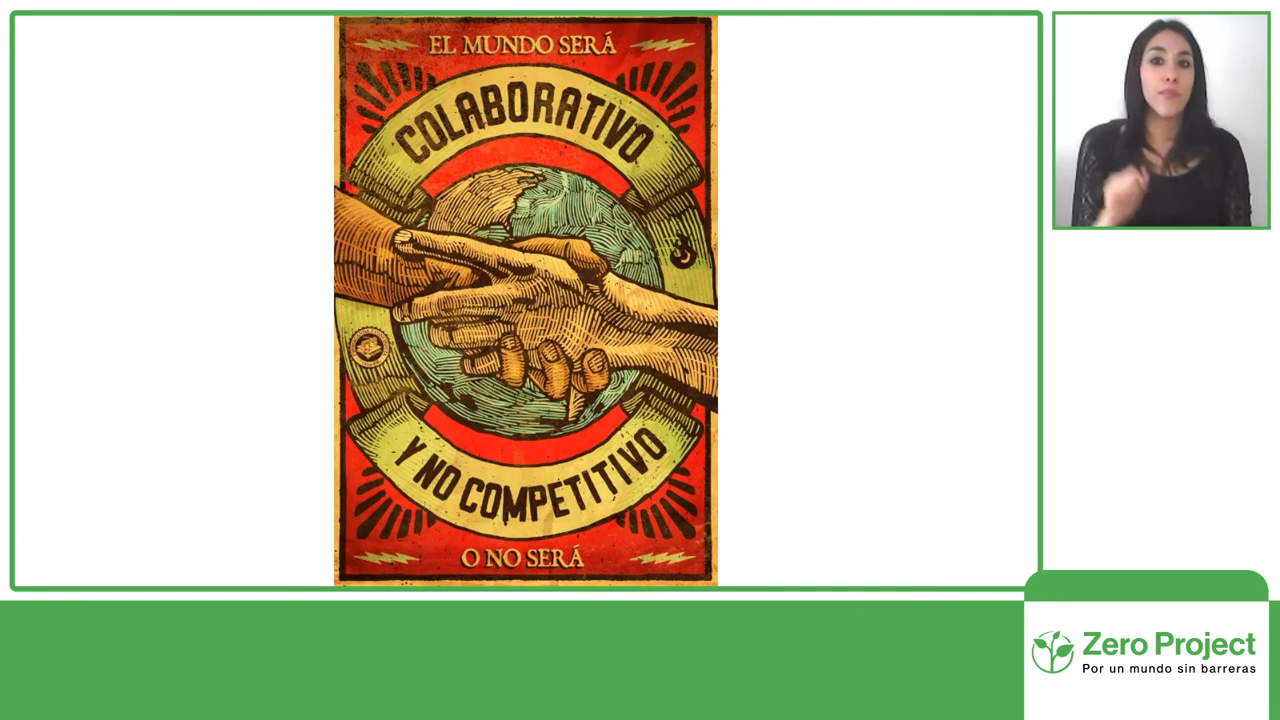 EL MUNDO SERÁ
COLABORATIVO
Y NO COMPETITIVO
O NO SERÁ
Zero Project
Por un mundo sin barreras